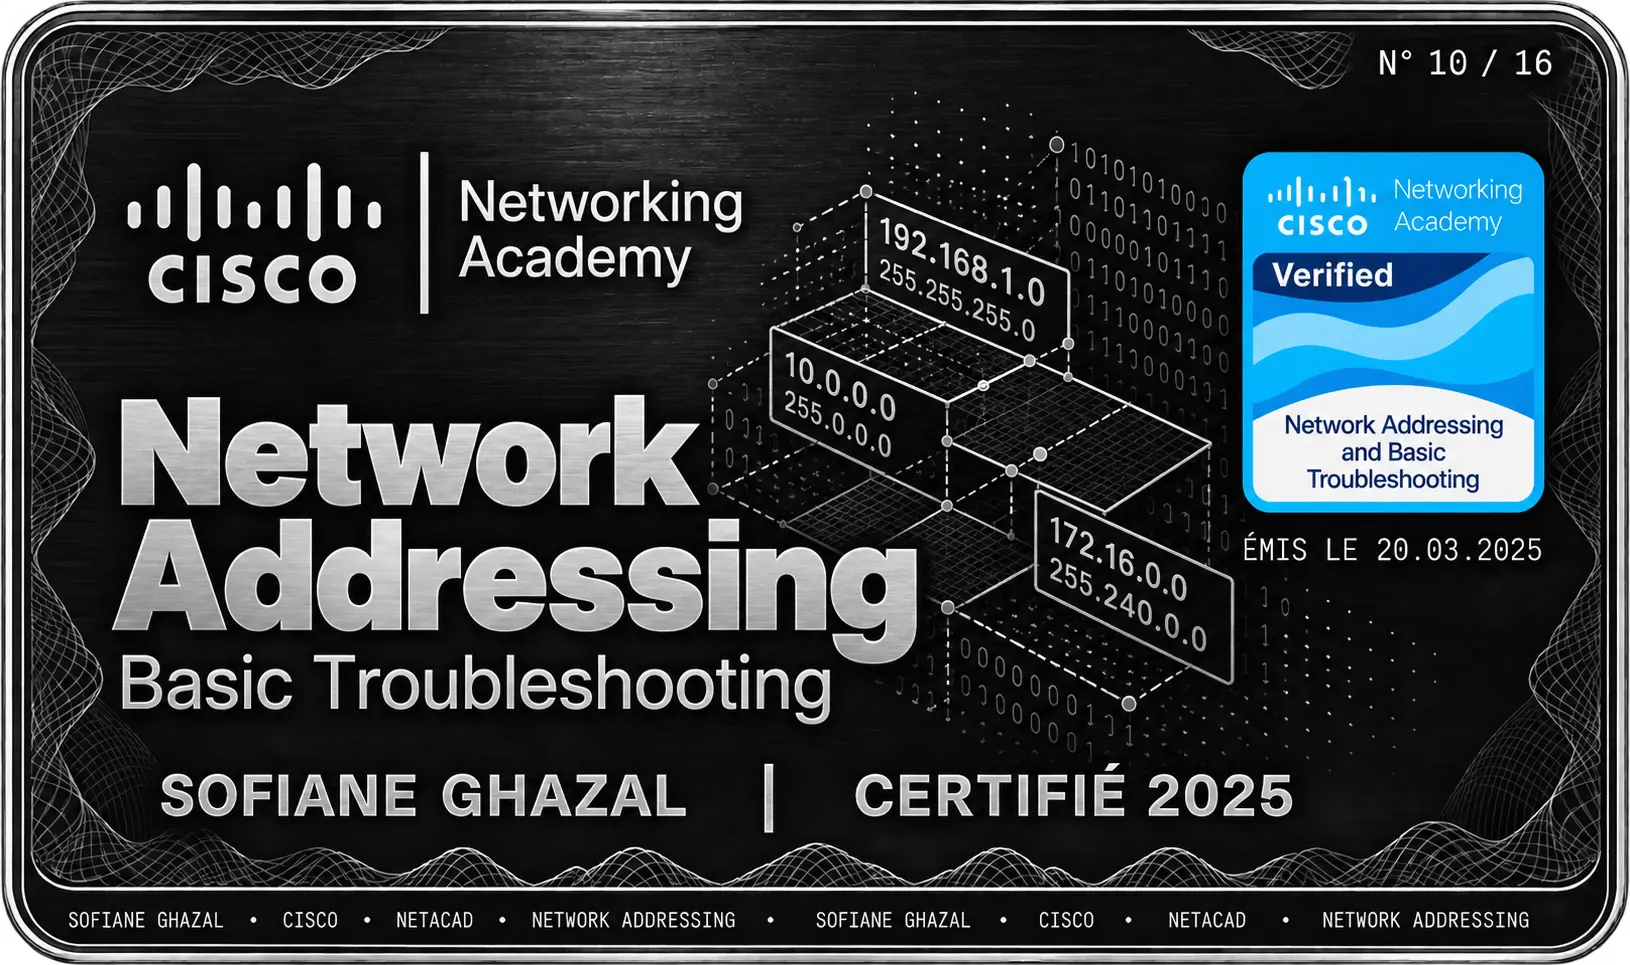 N° 10 / 16
CISCO
Networking
Academy
CISCO
Networking
Academy
Verified
Network Addressing
and Basic
Troubleshooting
ÉMIS LE 20.03.2025
192.168.1.0
255.255.255.0
10.0.0.0
255.0.0.0
172.16.0.0
255.240.0.0
Network
Addressing
Basic Troubleshooting
SOFIANE GHAZAL | CERTIFIÉ 2025
SOFIANE GHAZAL • CISCO • NETACAD • NETWORK ADDRESSING • SOFIANE GHAZAL • CISCO • NETACAD • NETWORK ADDRESSING